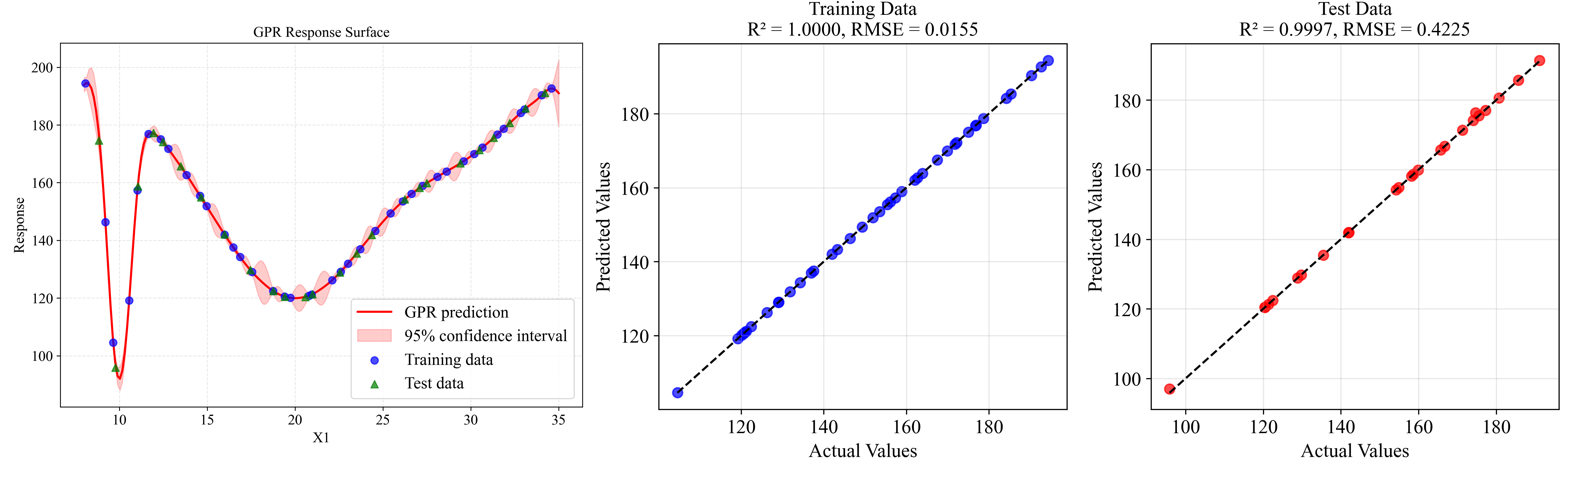 GPR Response Surface
200
180
160
140
120
100
Response
10
15
20
25
30
35
X1
GPR prediction
95% confidence interval
Training data
Test data
Training Data
R² = 1.0000, RMSE = 0.0155
180
160
140
120
Predicted Values
120
140
160
180
Actual Values
Test Data
R² = 0.9997, RMSE = 0.4225
180
160
140
120
100
Predicted Values
100
120
140
160
180
Actual Values